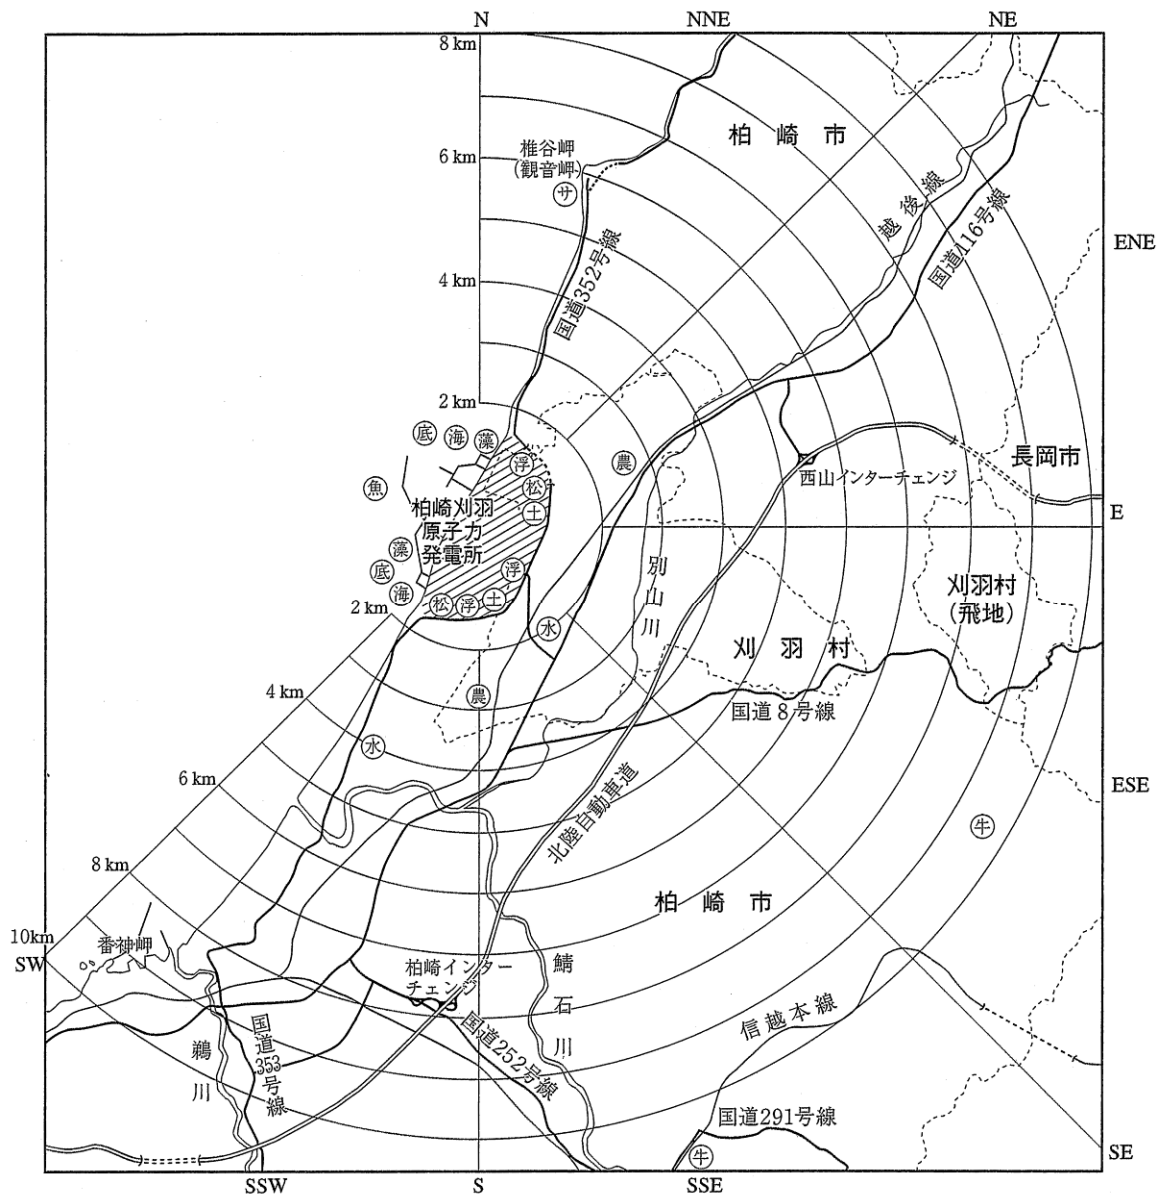 N
NNE
NE
8 km
柏崎市
椎谷岬
(観音岬)
サ
6 km
越後線
国道116号線
ENE
国道352号線
4 km
2 km
底
海
藻
浮
農
松
魚
土
西山インターチェンジ
長岡市
柏崎刈羽
原子力
発電所
E
藻
底
海
浮
松
浮
土
別山川
刈羽村
(飛地)
2 km
水
刈羽村
農
4 km
国道8号線
水
6 km
ESE
北陸自動車道
牛
8 km
柏崎市
10km
SW
番神岬
柏崎インター
チェンジ
鯖石川
信越本線
国道353号線
鵜川
国道252号線
国道291号線
牛
SE
SSW
S
SSE